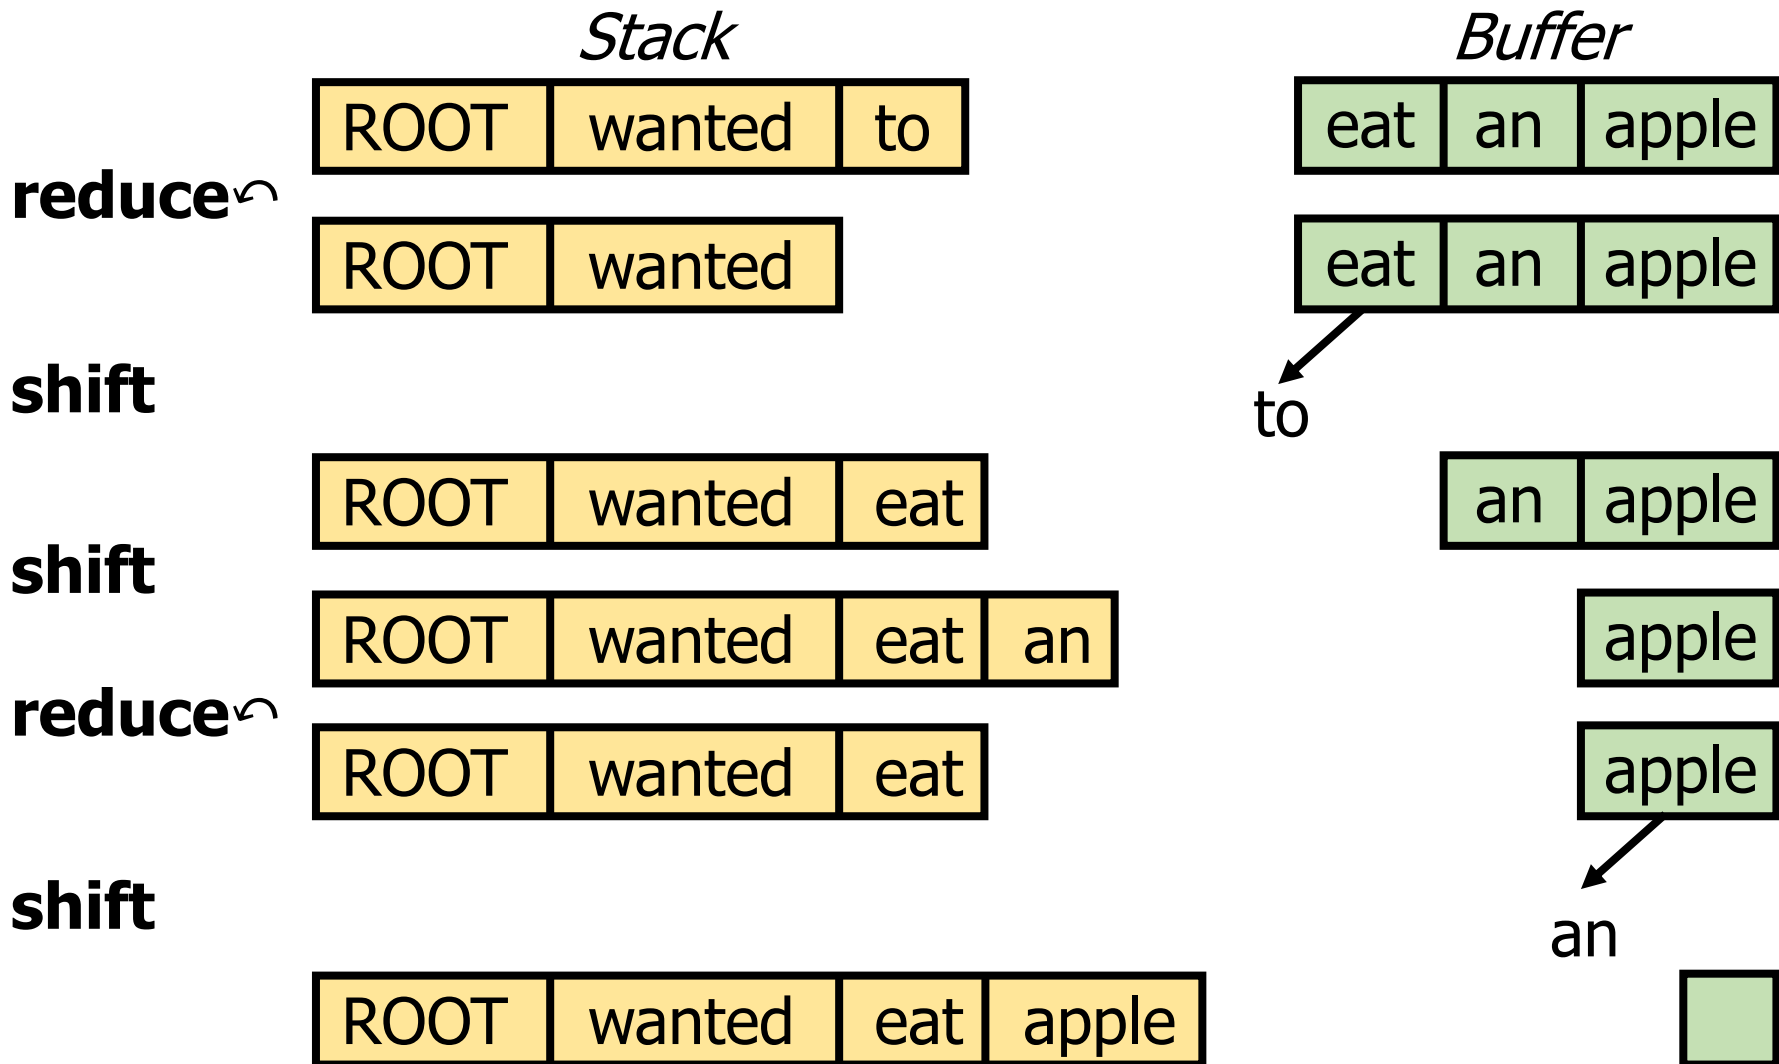 Stack Buffer
ROOT wanted to eat an apple
reduce
ROOT wanted eat an apple
shift
to
ROOT wanted eat an apple
shift
ROOT wanted eat an apple
reduce
ROOT wanted eat apple
shift
an
ROOT wanted eat apple